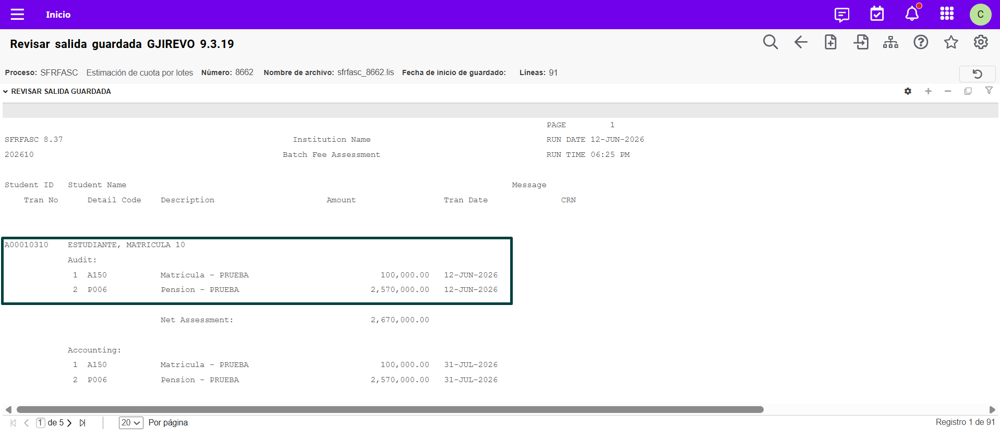 Inicio
C
Revisar salida guardada GJIREVO 9.3.19
Proceso: SFRFASC Estimación de cuota por lotes Número: 8662 Nombre de archivo: sfrfasc_8662.lis Fecha de inicio de guardado: Líneas: 91
REVISAR SALIDA GUARDADA
PAGE 1
SFRFASC 8.37 Institution Name RUN DATE 12-JUN-2026
202610 Batch Fee Assessment RUN TIME 06:25 PM
Student ID Student Name Message
Tran No Detail Code Description Amount Tran Date CRN
A00010310 ESTUDIANTE, MATRICULA 10
Audit:
1 A150 Matricula - PRUEBA 100,000.00 12-JUN-2026
2 P006 Pension - PRUEBA 2,570,000.00 12-JUN-2026
Net Assessment: 2,670,000.00
Accounting:
1 A150 Matricula - PRUEBA 100,000.00 31-JUL-2026
2 P006 Pension - PRUEBA 2,570,000.00 31-JUL-2026
1 de 5 20 Por página Registro 1 de 91